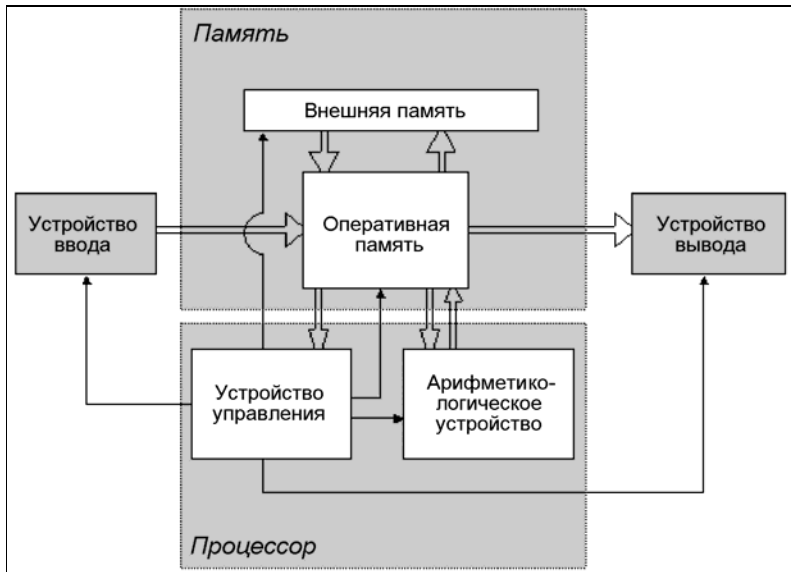 Память
Внешняя память
Устройство
ввода
Оперативная
память
Устройство
вывода
Устройство
управления
Арифметико-
логическое
устройство
Процессор